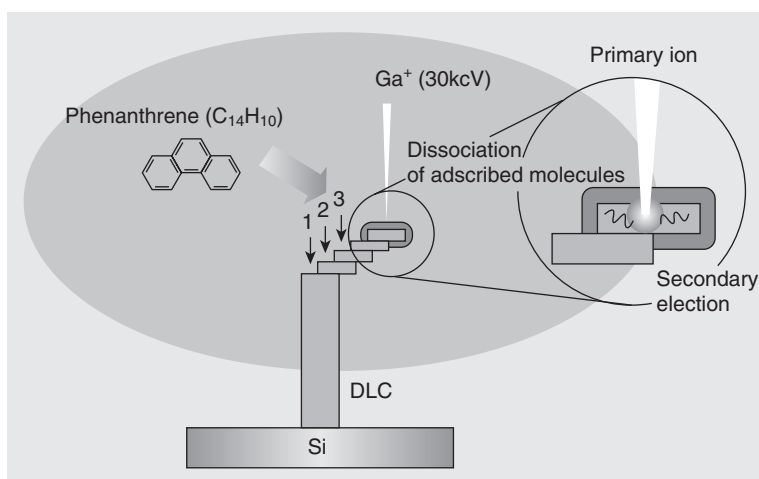 Primary ion
Ga⁺ (30kcV)
Phenanthrene (C₁₄H₁₀)
Dissociation
of adscribed molecules
3
2
1
Secondary
election
DLC
Si